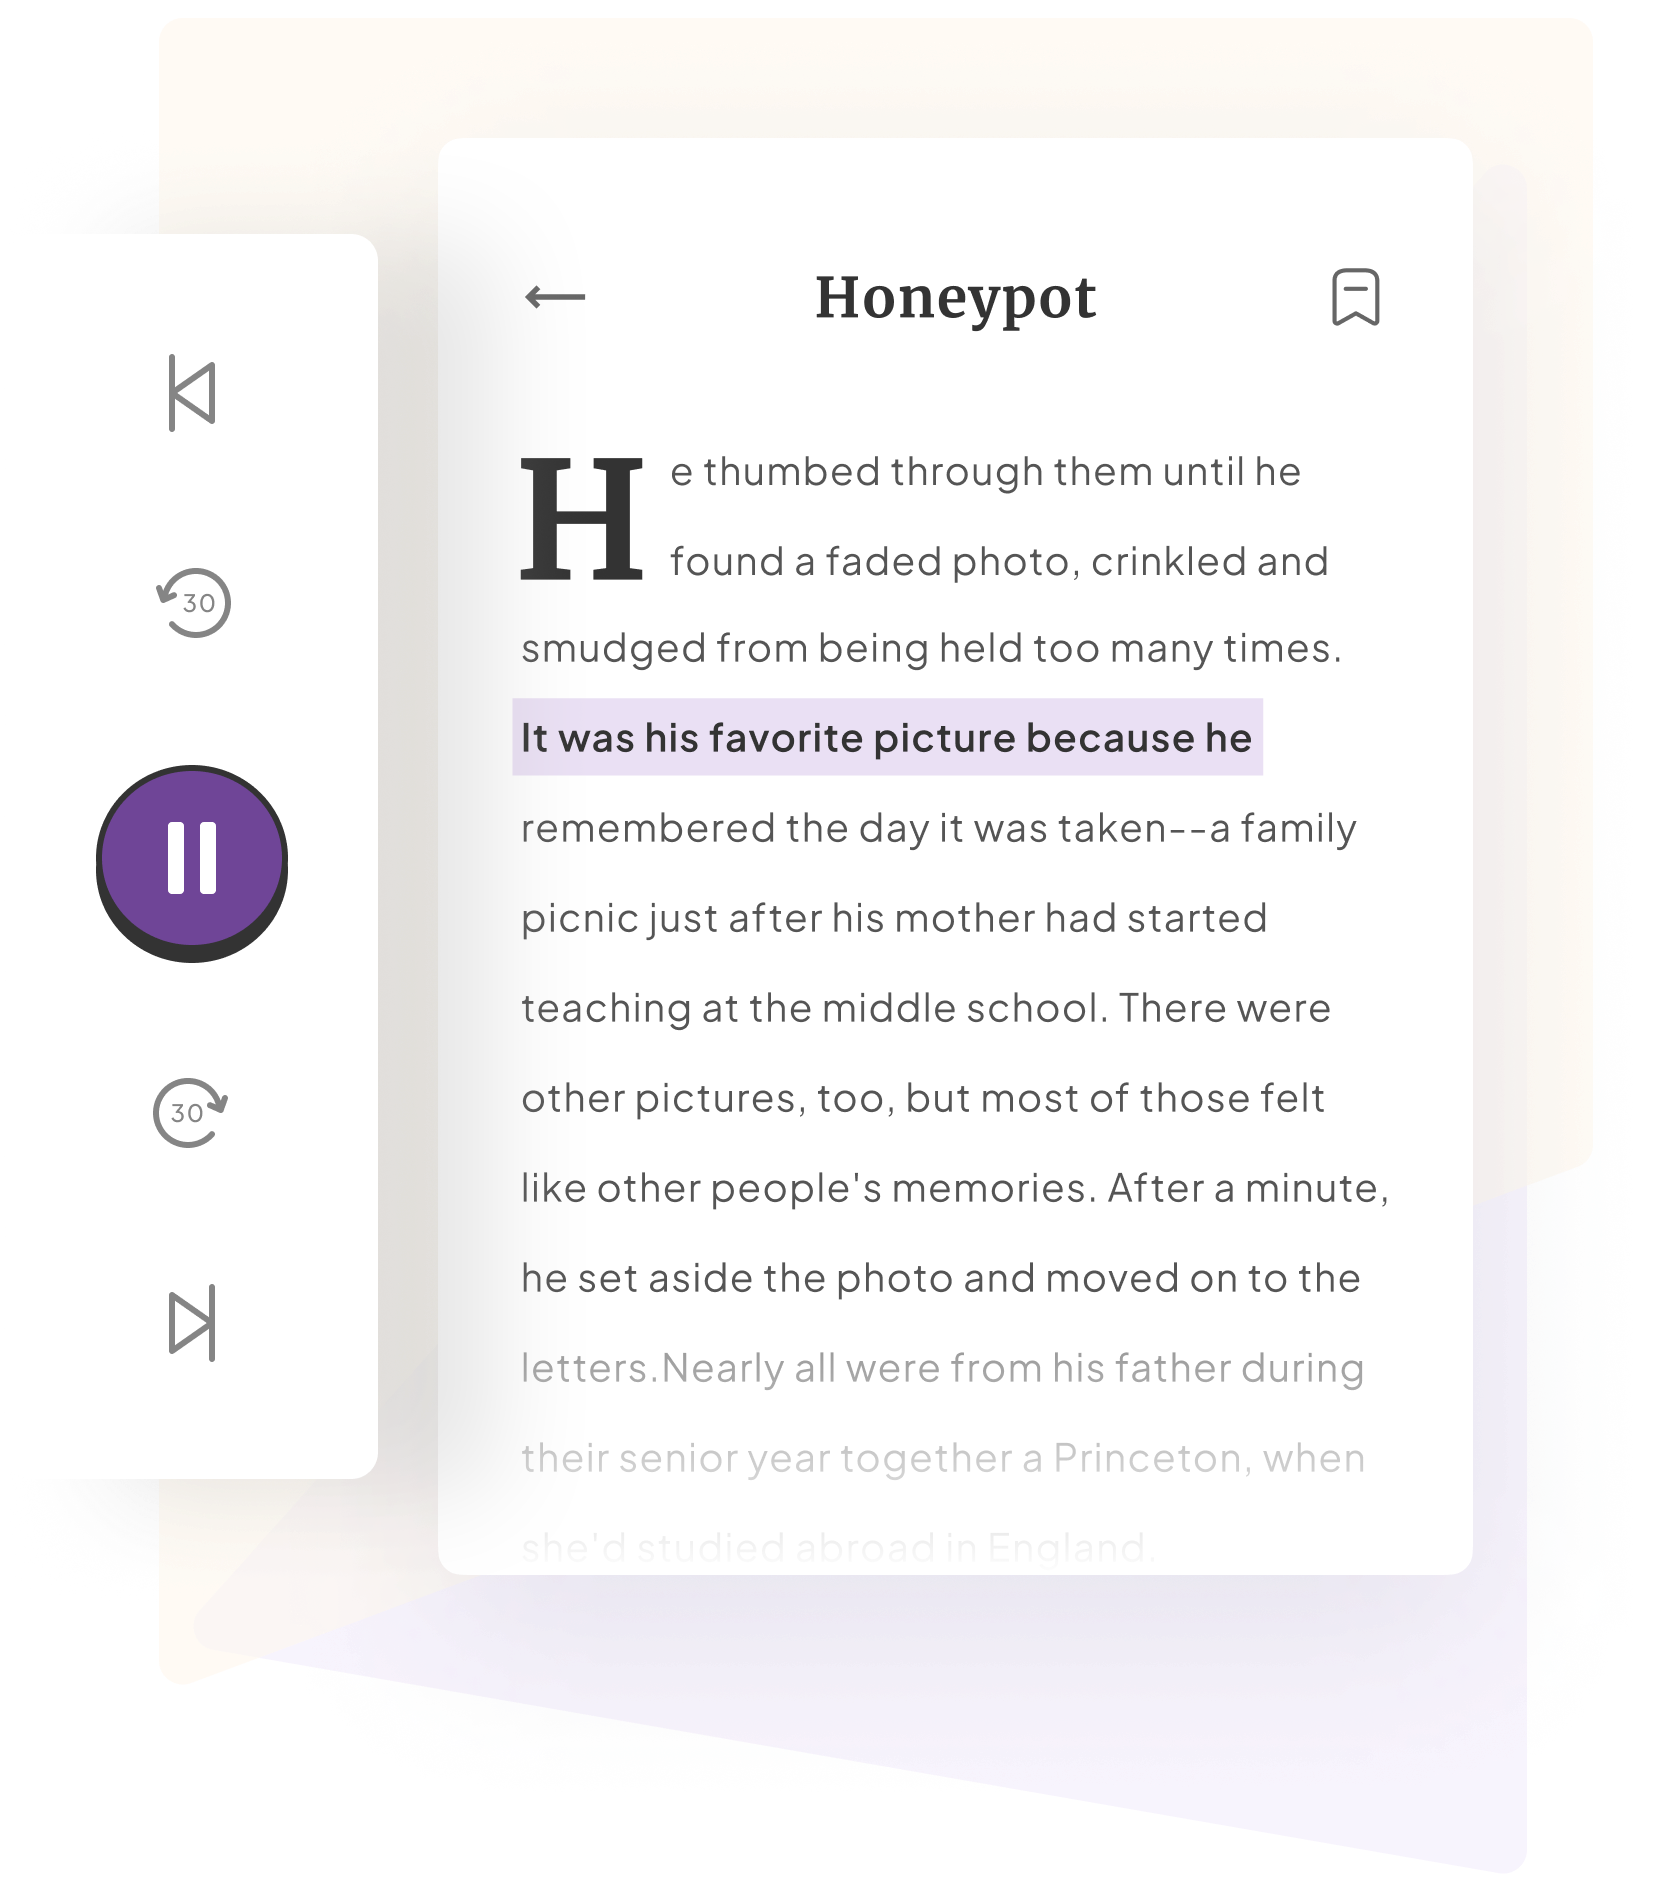 Honeypot
He thumbed through them until he
found a faded photo, crinkled and
smudged from being held too many times.
It was his favorite picture because he
remembered the day it was taken--a family
picnic just after his mother had started
teaching at the middle school. There were
other pictures, too, but most of those felt
like other people's memories. After a minute,
he set aside the photo and moved on to the
letters.Nearly all were from his father during
their senior year together a Princeton, when
she'd studied abroad in England.
30
30